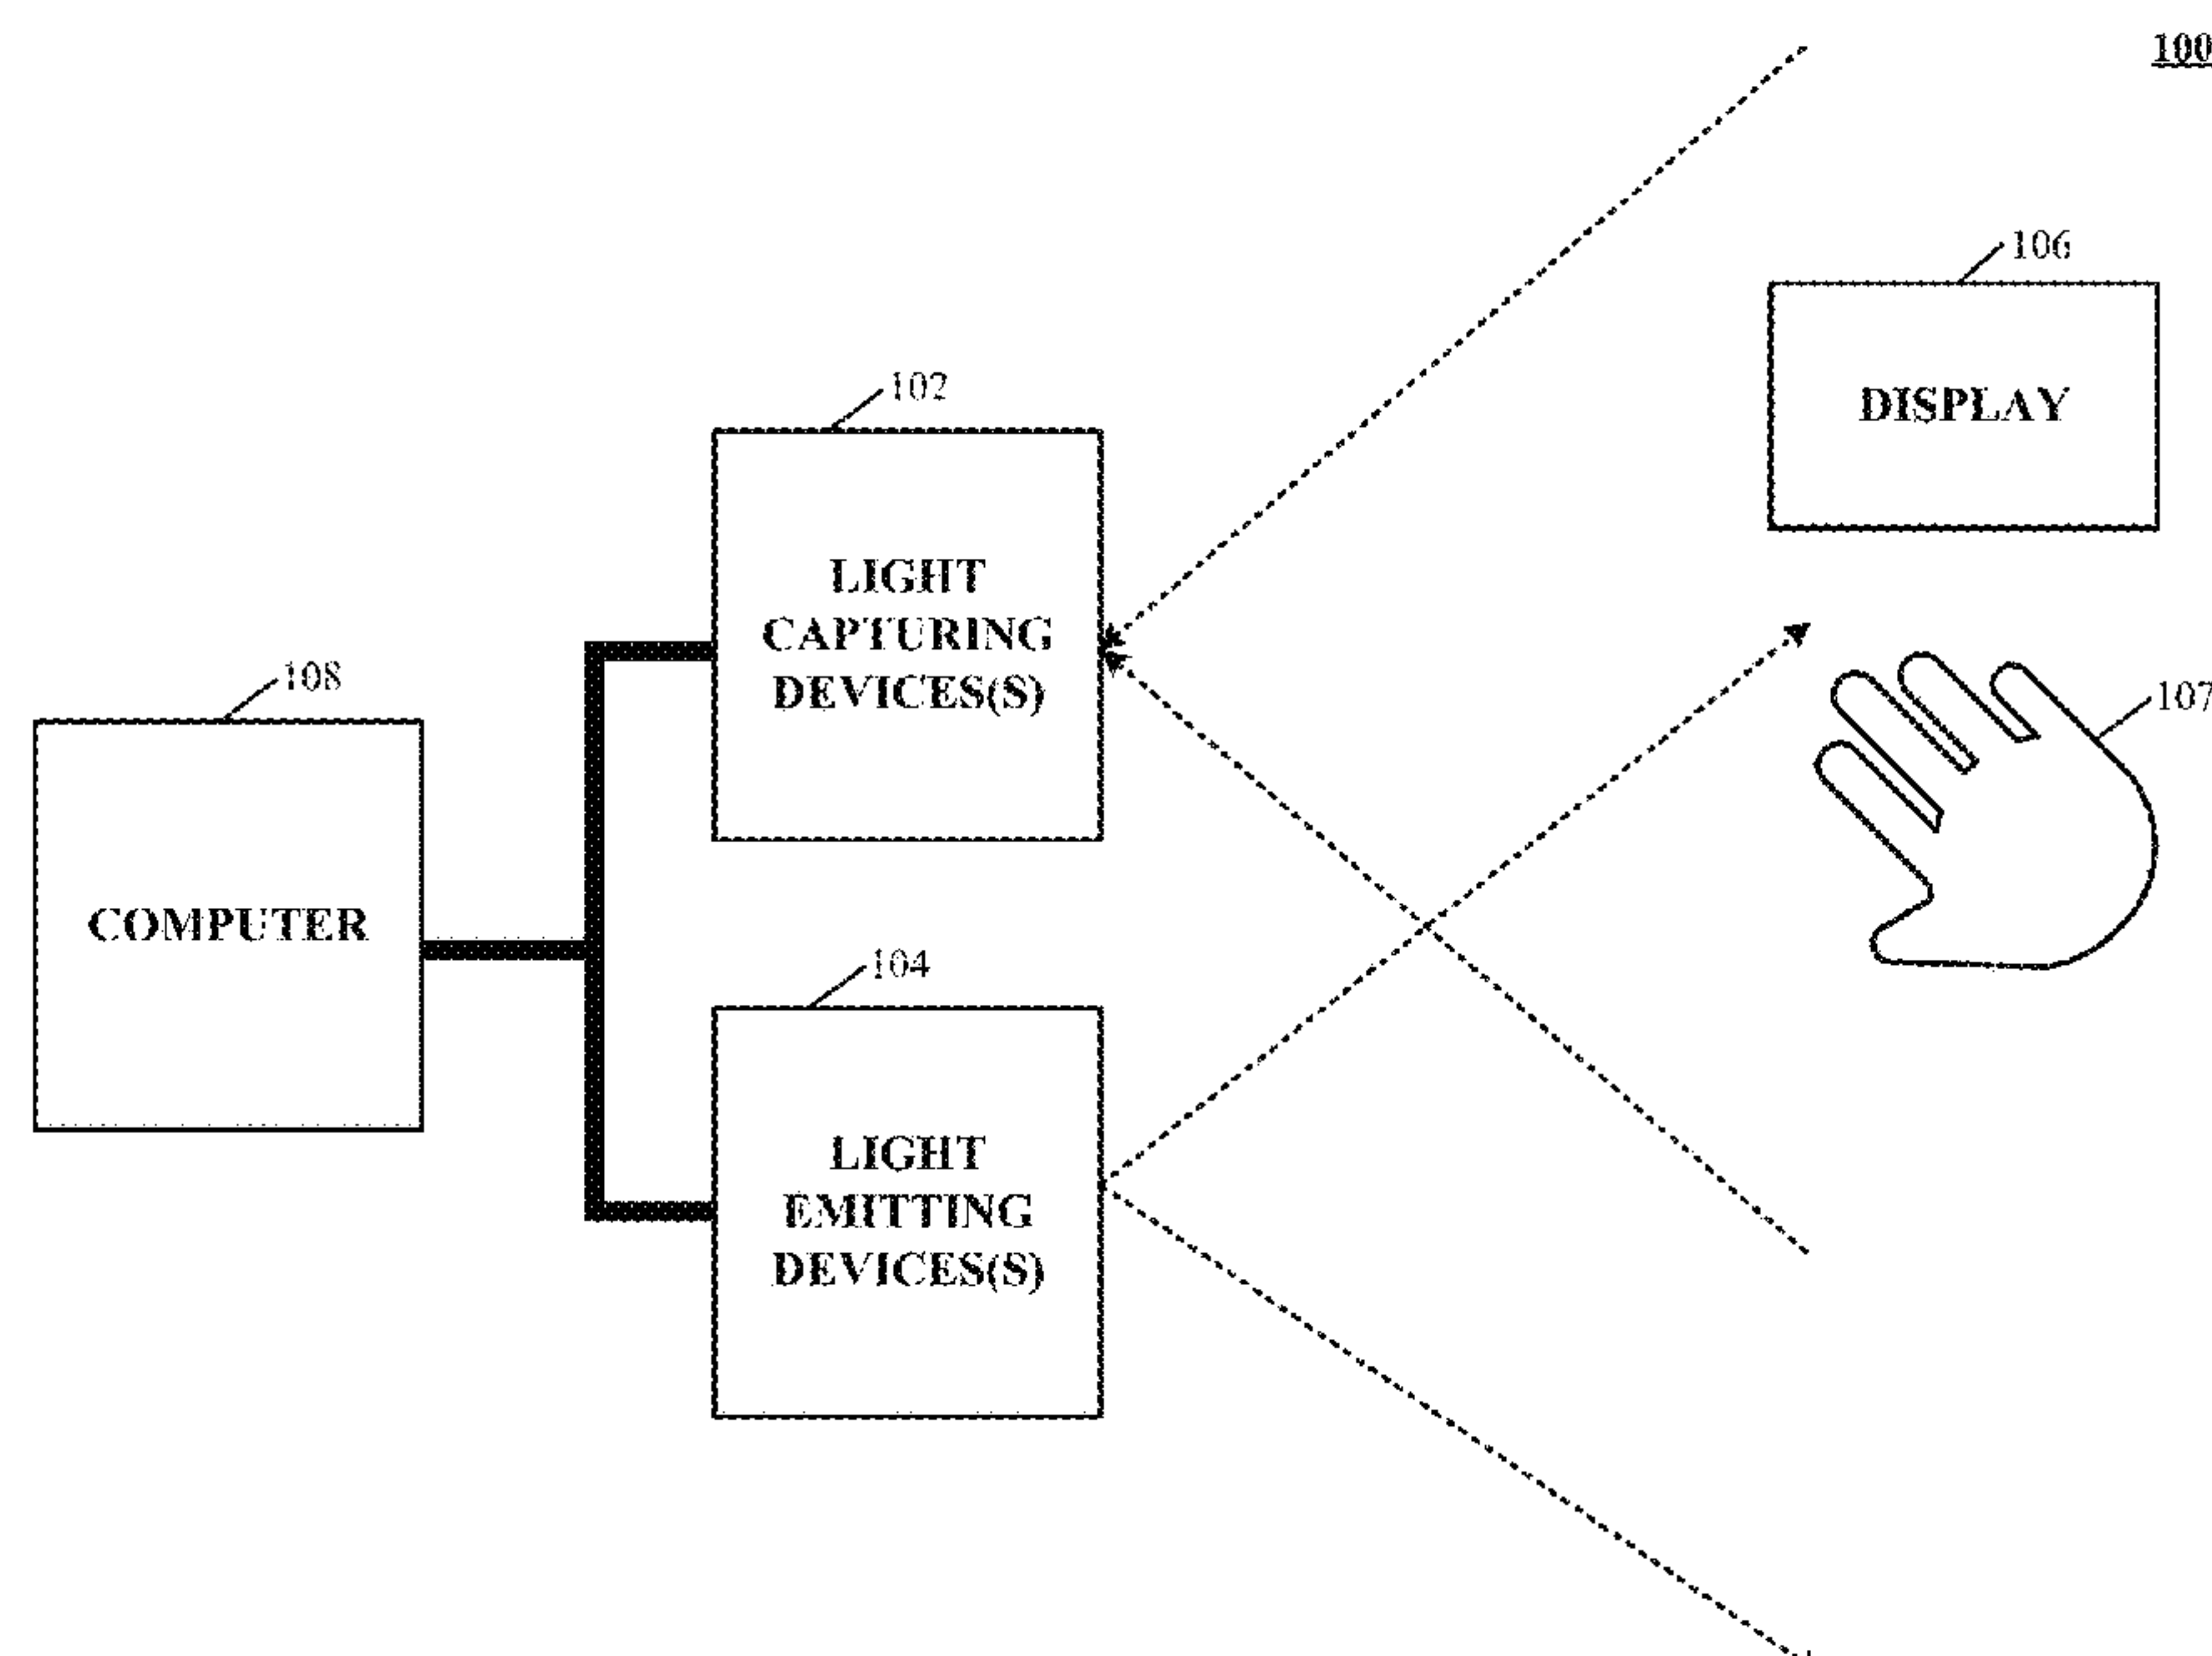 100
106
DISPLAY
102
LIGHT
CAPTURING
DEVICES(S)
107
108
COMPUTER
104
LIGHT
EMITTING
DEVICES(S)